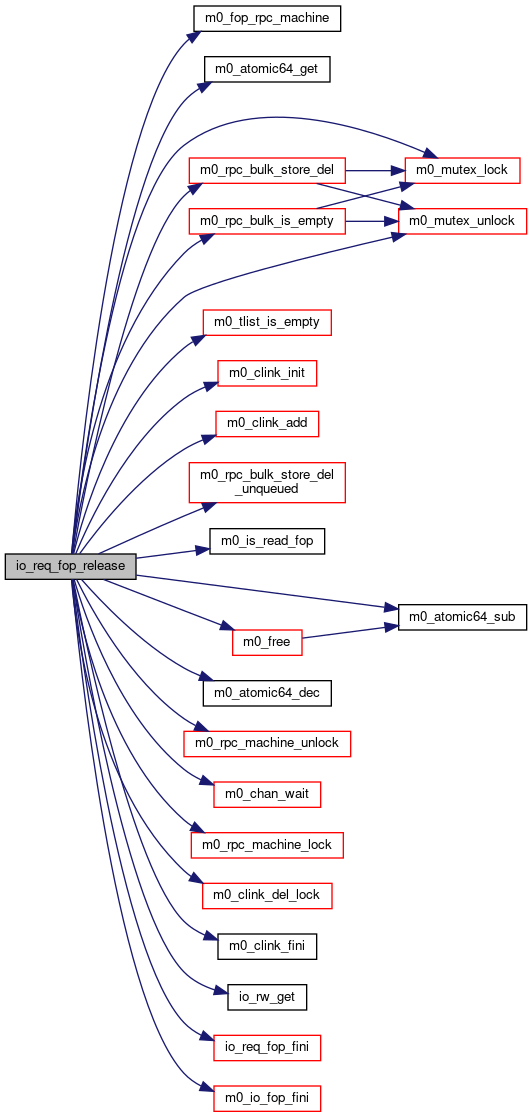 m0_fop_rpc_machine
m0_atomic64_get
m0_rpc_bulk_store_del
m0_mutex_lock
m0_rpc_bulk_is_empty
m0_mutex_unlock
m0_tlist_is_empty
m0_clink_init
m0_clink_add
m0_rpc_bulk_store_del
_unqueued
m0_is_read_fop
io_req_fop_release
m0_atomic64_sub
m0_free
m0_atomic64_dec
m0_rpc_machine_unlock
m0_chan_wait
m0_rpc_machine_lock
m0_clink_del_lock
m0_clink_fini
io_rw_get
io_req_fop_fini
m0_io_fop_fini